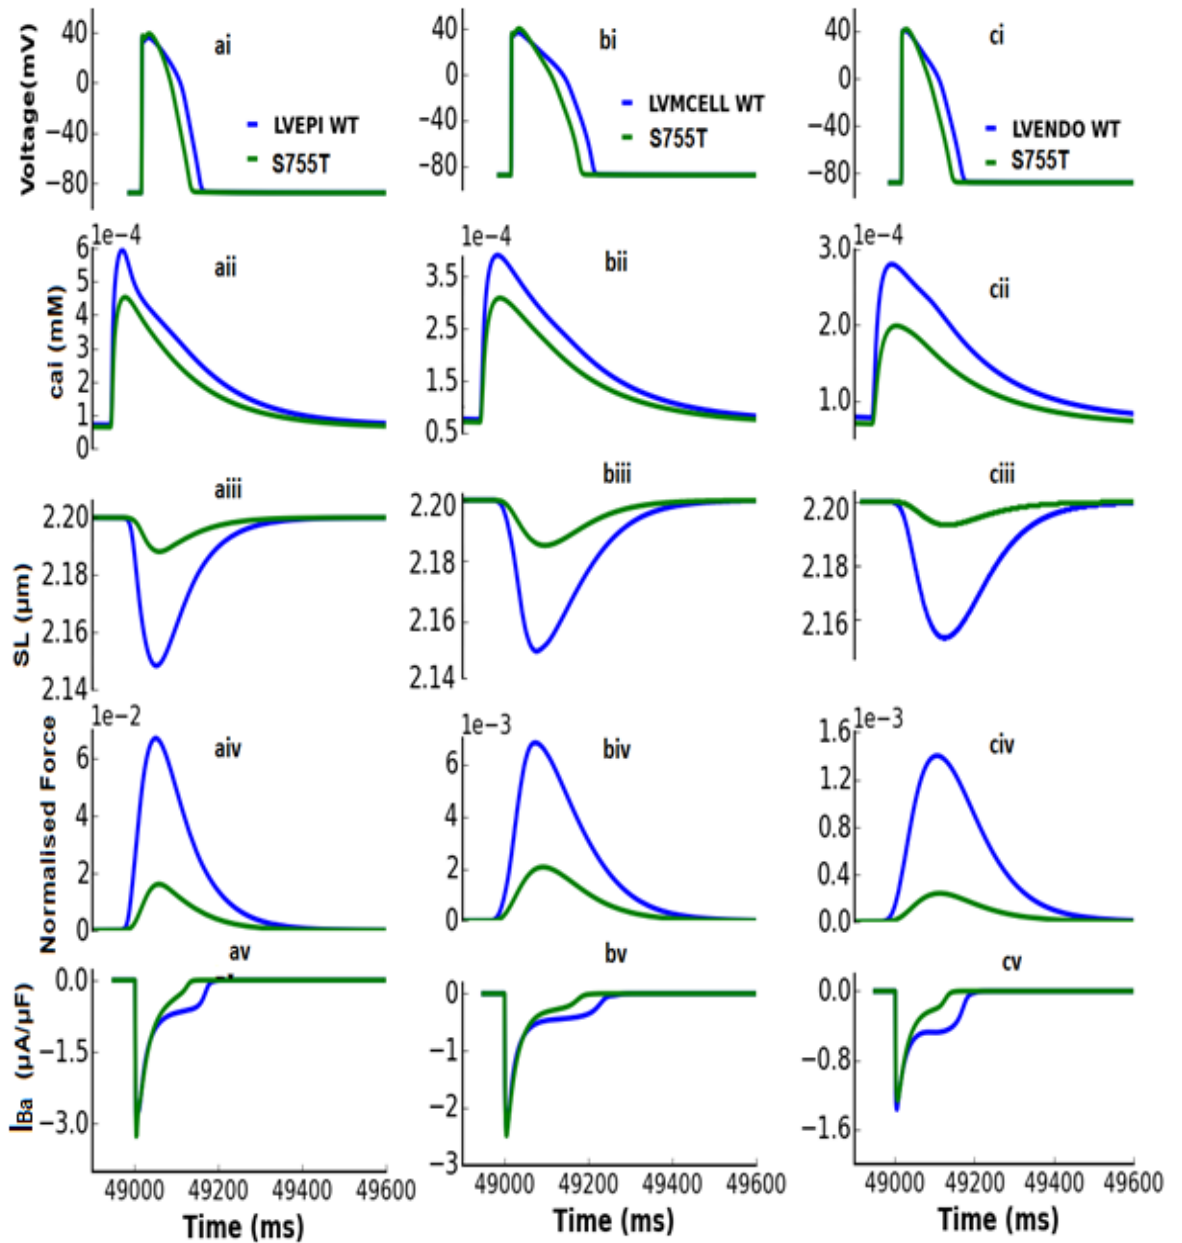 Voltage(mV)
40
0
−40
−80
ai
LVEPI WT
S755T
40
0
−40
−80
bi
LVMCELL WT
S755T
40
0
−40
−80
ci
LVENDO WT
S755T
cai (mM)
1e−4
6
5
4
3
2
1
0
aii
1e−4
3.5
2.5
1.5
0.5
bii
1e−4
3.0
2.0
1.0
cii
SL (μm)
2.20
2.18
2.16
2.14
aiii
2.20
2.18
2.16
2.14
biii
2.20
2.18
2.16
ciii
Normalised Force
1e−2
6
4
2
0
aiv
1e−3
6
4
2
0
biv
1e−3
1.6
1.2
0.8
0.4
0.0
civ
IBa (μA/μF)
0.0
−1.5
−3.0
av
0
−1
−2
−3
bv
0.0
−0.8
−1.6
cv
49000 49200 49400 49600
Time (ms)
49000 49200 49400 49600
Time (ms)
49000 49200 49400 49600
Time (ms)